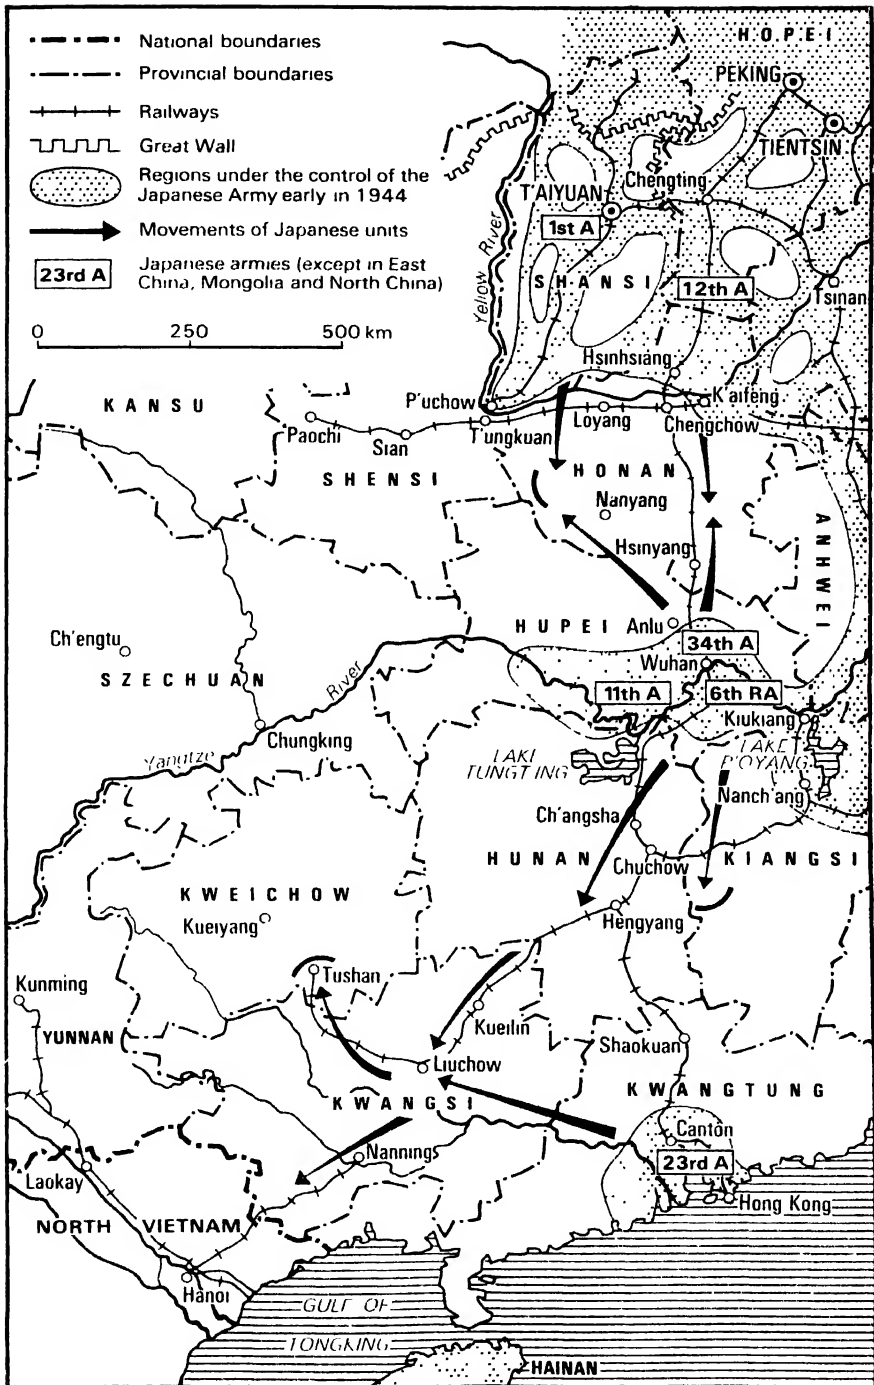 National boundaries
Provincial boundaries
Railways
Great Wall
Regions under the control of the
Japanese Army early in 1944
Movements of Japanese units
23rd A
Japanese armies (except in East
China, Mongolia and North China)
0 250 500 km
HOPEI
PEKING
TIENTSIN
T'AIYUAN
Chengting
1st A
Yellow River
SHANSI
12th A
Tsinan
Hsinhsiang
KANSU
P'uchow
K'aifeng
Paochi
Sian
T'ungkuan
Loyang
Chengchow
SHENSI
HONAN
Nanyang
ANHWEI
Hsinyang
HUPEI
Anlu
34th A
Ch'engtu
Wuhan
SZECHUAN
River
11th A
6th RA
Kiukiang
Chungking
Yangtze
LAKE
TUNGTING
LAKE
P'OYANG
Nanch'ang
Ch'angsha
HUNAN
Chuchow
KIANGSI
KWEICHOW
Kueiyang
Hengyang
Tushan
Kunming
Kueilin
YUNNAN
Shaokuan
Liuchow
KWANGSI
KWANGTUNG
Canton
Nannings
23rd A
Laokay
Hong Kong
NORTH VIETNAM
Hanoi
GULF OF
TONGKING
HAINAN